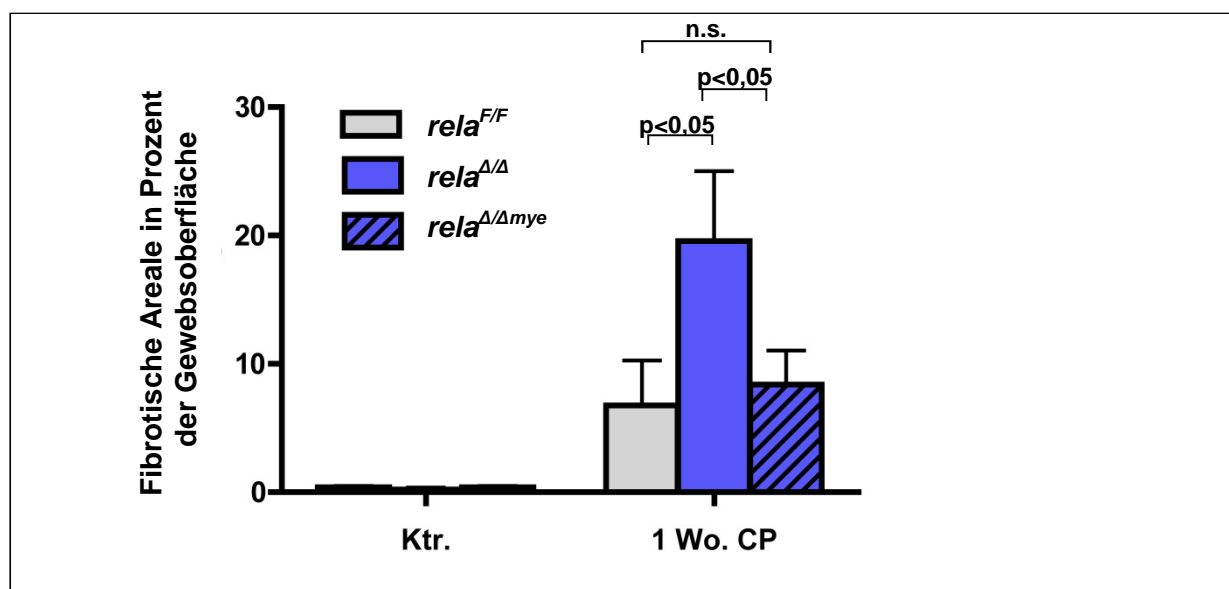 n.s.
p<0,05
p<0,05
Fibrotische Areale in Prozent
der Gewebsoberfläche
30
20
10
0
rela^F/F
rela^Δ/Δ
rela^Δ/Δmye
Ktr.
1 Wo. CP